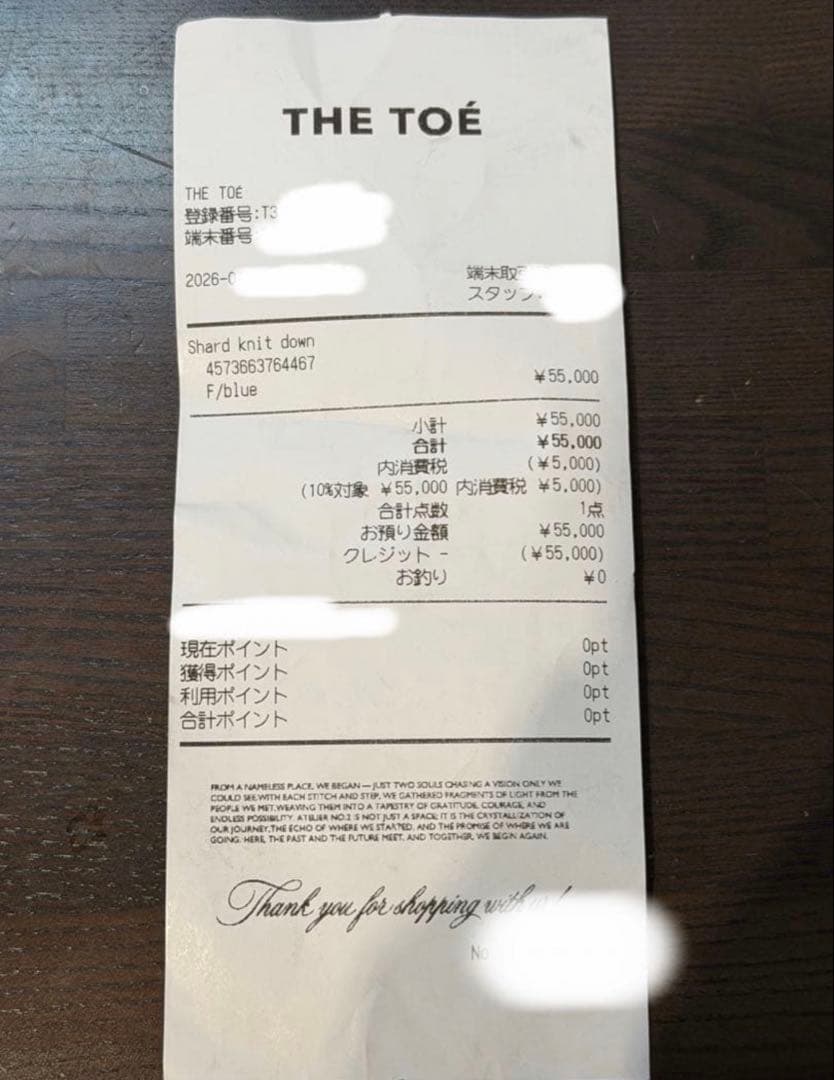 THE TOÉ
THE TOÉ
登録番号:T3
端末番号
2026-0
端末取
スタッフ
Shard knit down
4573663764467
F/blue
¥55,000
小計 ¥55,000
合計 ¥55,000
内消費税 (¥5,000)
(10%対象 ¥55,000 内消費税 ¥5,000)
合計点数 1点
お預り金額 ¥55,000
クレジット - (¥55,000)
お釣り ¥0
現在ポイント 0pt
獲得ポイント 0pt
利用ポイント 0pt
合計ポイント 0pt
FROM A NAMELESS PLACE, WE BEGAN — JUST TWO SOULS CHASING A VISION ONLY WE
COULD SEE.WITH EACH STITCH AND STEP, WE GATHERED FRAGMENTS OF LIGHT FROM THE
PEOPLE WE MET,WEAVING THEM INTO A TAPESTRY OF GRATITUDE, COURAGE, AND
ENDLESS POSSIBILITY. ATELIER NO.2 IS NOT JUST A SPACE; IT IS THE CRYSTALLIZATION OF
OUR JOURNEY,THE ECHO OF WHERE WE STARTED, AND THE PROMISE OF WHERE WE ARE
GOING. HERE, THE PAST AND THE FUTURE MEET, AND TOGETHER, WE BEGIN AGAIN.
Thank you for shopping with us!
No